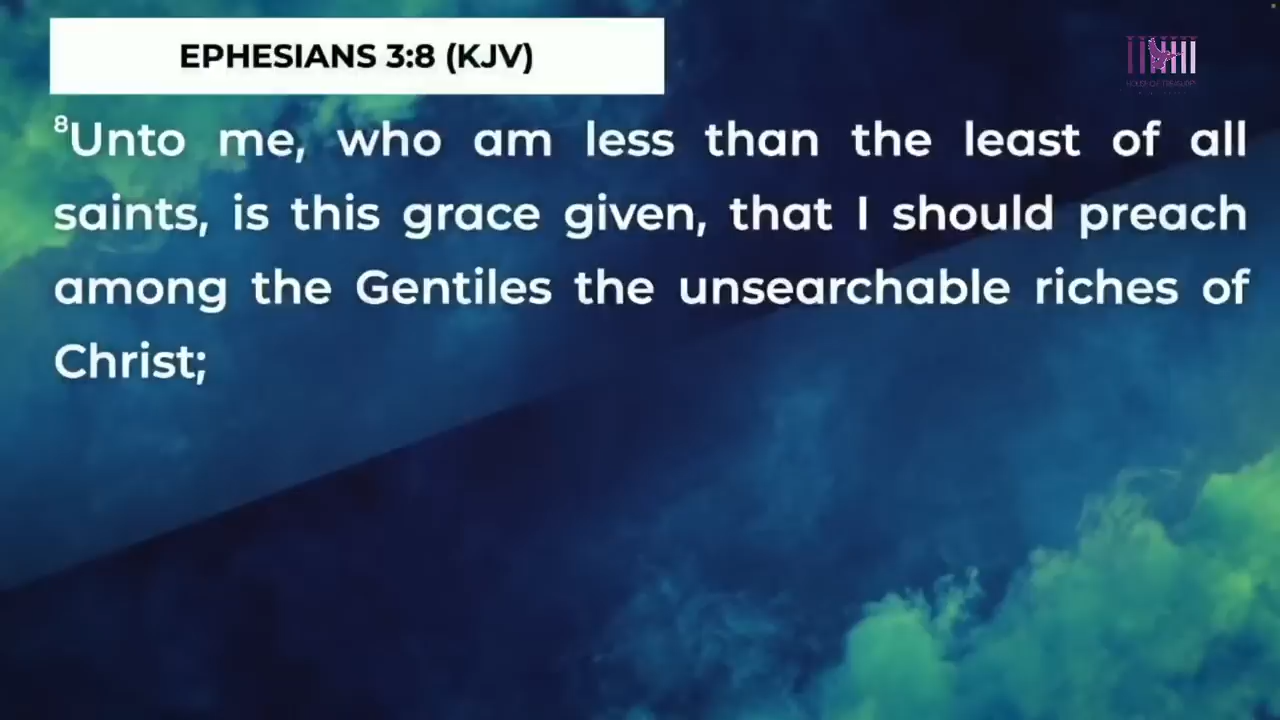 EPHESIANS 3:8 (KJV)
⁸Unto me, who am less than the least of all
saints, is this grace given, that I should preach
among the Gentiles the unsearchable riches of
Christ;